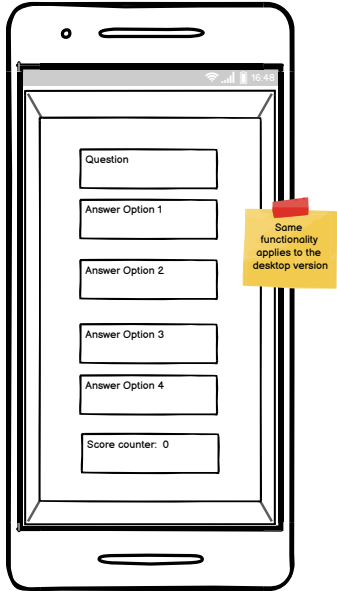 16:48
Question
Answer Option 1
Same
functionality
applies to the
desktop version
Answer Option 2
Answer Option 3
Answer Option 4
Score counter: 0